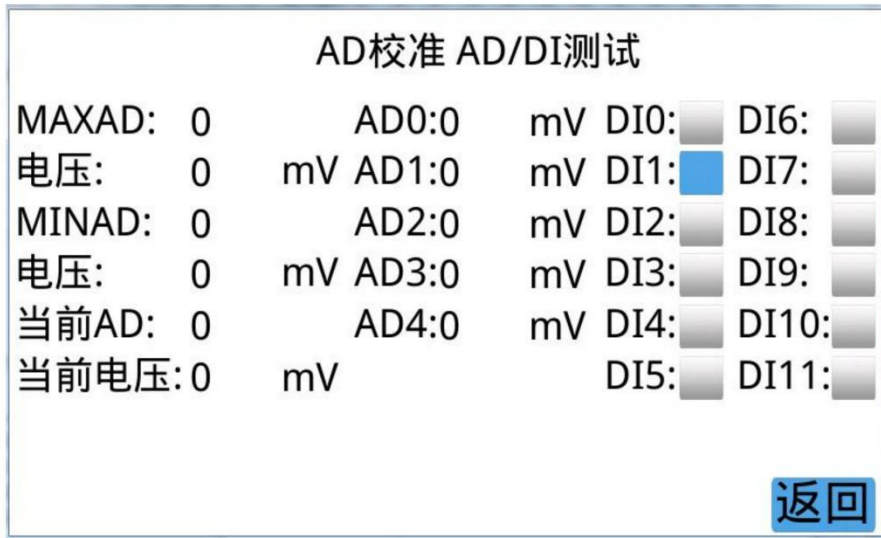 AD校准 AD/DI测试
MAXAD: 0 AD0:0 mV DI0: DI6:
电压: 0 mV AD1:0 mV DI1: DI7:
MINAD: 0 AD2:0 mV DI2: DI8:
电压: 0 mV AD3:0 mV DI3: DI9:
当前AD: 0 AD4:0 mV DI4: DI10:
当前电压: 0 mV DI5: DI11:
返回